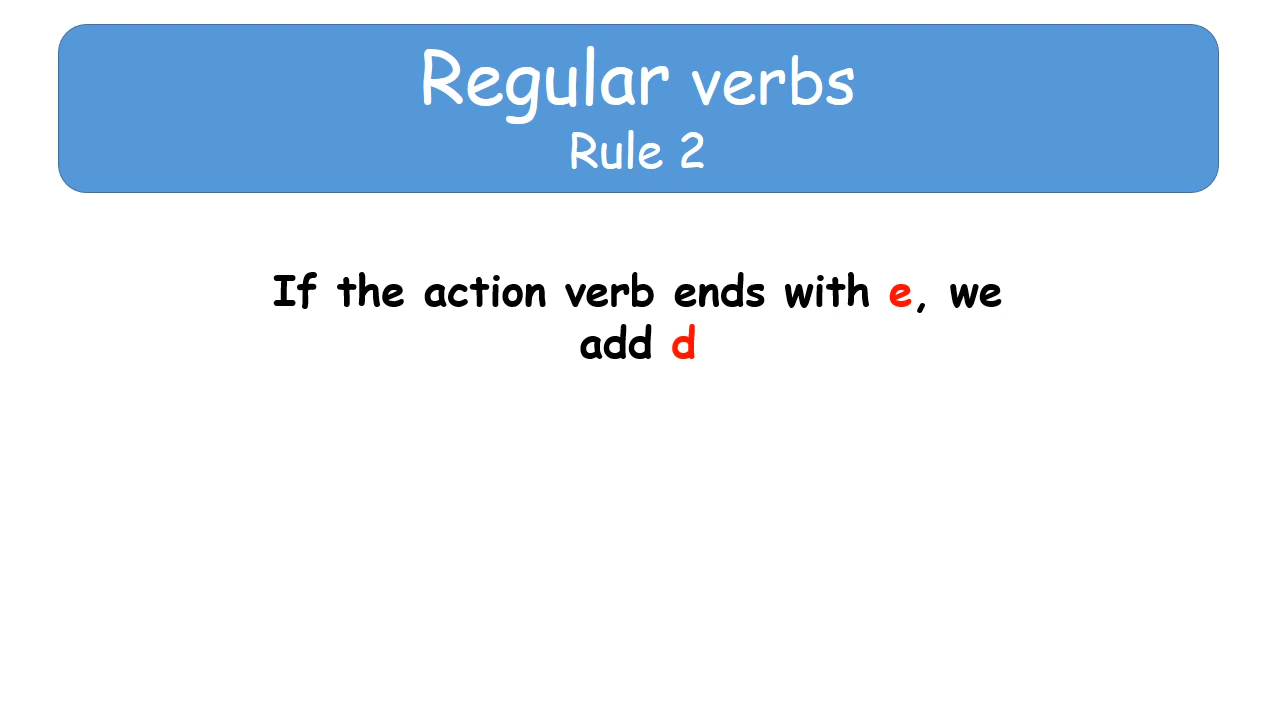 Regular verbs
Rule 2
If the action verb ends with e, we
add d